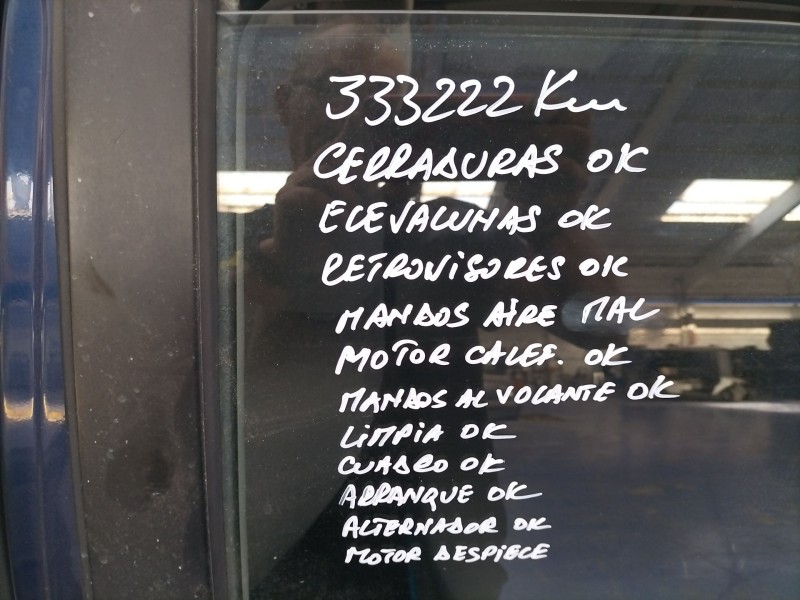 333222 Km
CERRADURAS OK
ELEVALUNAS OK
RETROVISORES OK
MANDOS AIRE MAL
MOTOR CALEF. OK
MANDOS AL VOLANTE OK
LIMPIA OK
CUADRO OK
ARRANQUE OK
ALTERNADOR OK
MOTOR DESPIECE